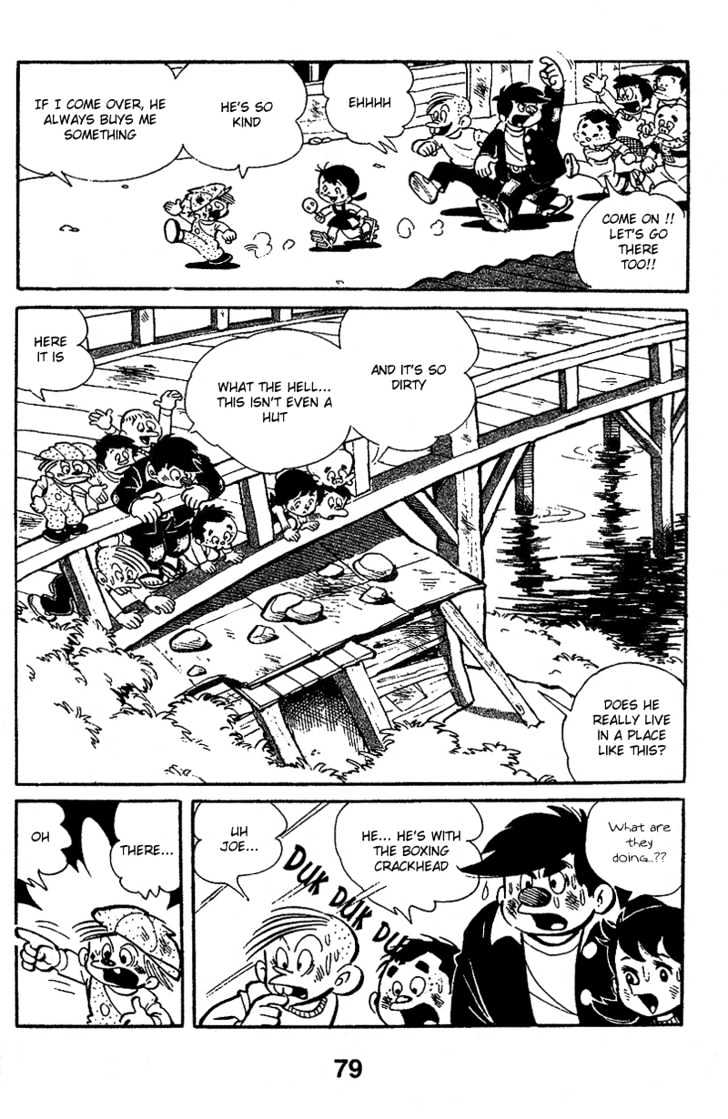 IF I COME OVER, HE
ALWAYS BUYS ME
SOMETHING
HE'S SO
KIND
EHHHH
COME ON !!
LET'S GO
THERE
TOO!!
HERE
IT IS
WHAT THE HELL...
THIS ISN'T EVEN A
HUT
AND IT'S SO
DIRTY
DOES HE
REALLY LIVE
IN A PLACE
LIKE THIS?
OH
THERE...
UH
JOE...
DUK DUK DUK
HE... HE'S WITH
THE BOXING
CRACKHEAD
What are
they
doing..??
79